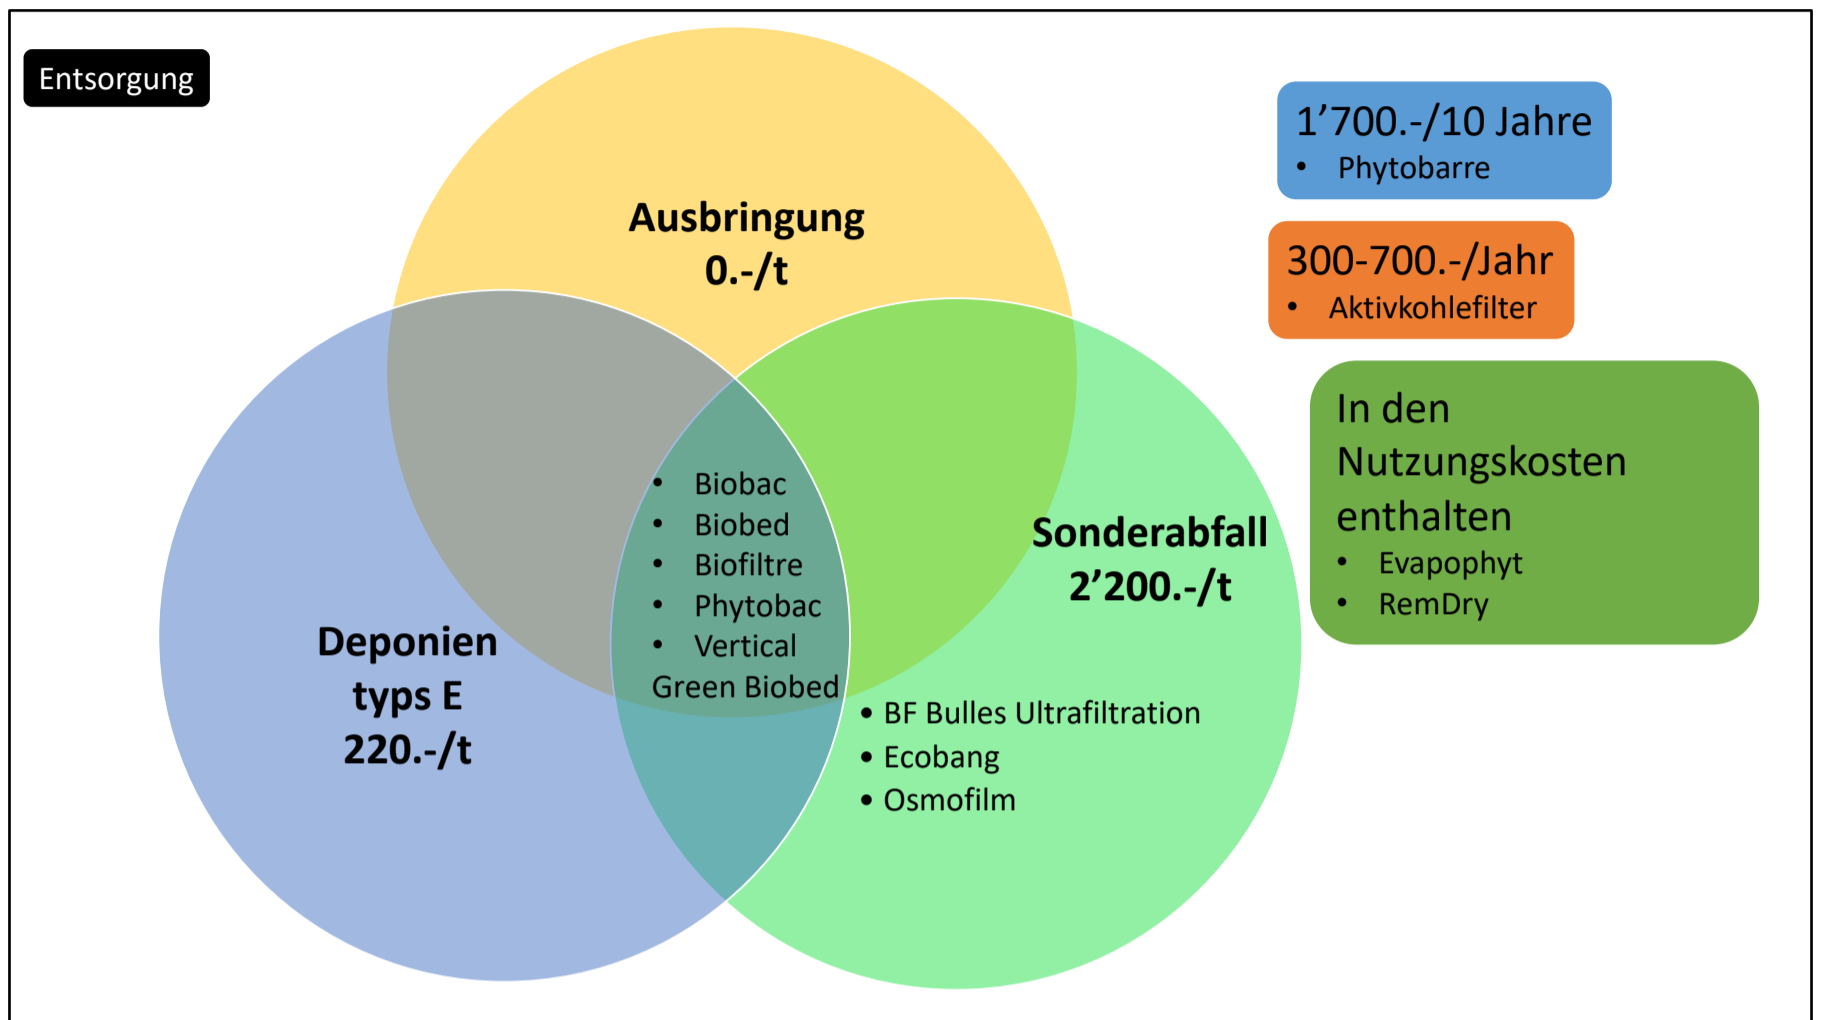 Entsorgung
Ausbringung
0.-/t
Deponien
typs E
220.-/t
• Biobac
• Biobed
• Biofiltre
• Phytobac
• Vertical
Green Biobed
Sonderabfall
2’200.-/t
• BF Bulles Ultrafiltration
• Ecobang
• Osmofilm
1’700.-/10 Jahre
• Phytobarre
300-700.-/Jahr
• Aktivkohlefilter
In den
Nutzungskosten
enthalten
• Evapophyt
• RemDry